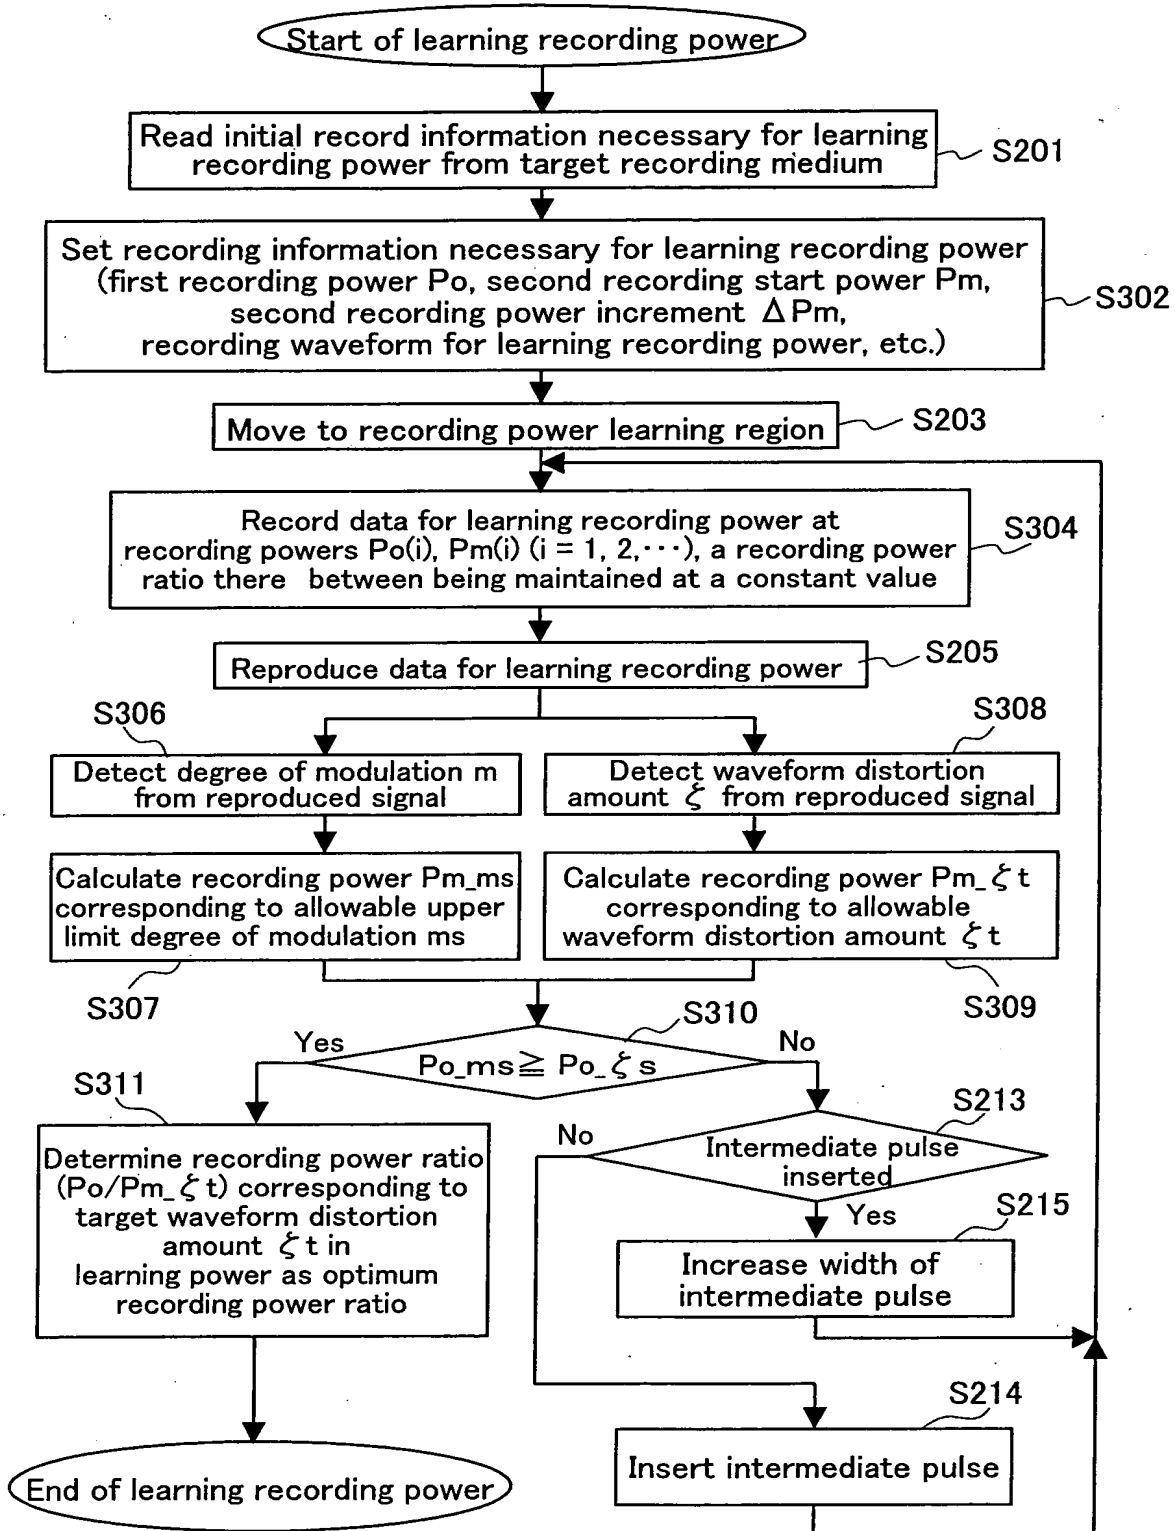 Start of learning recording power
Read initial record information necessary for learning
recording power from target recording medium
S201
Set recording information necessary for learning recording power
(first recording power Po, second recording start power Pm,
second recording power increment ΔPm,
recording waveform for learning recording power, etc.)
S302
Move to recording power learning region
S203
Record data for learning recording power at
recording powers Po(i), Pm(i) (i = 1, 2,···), a recording power
ratio there between being maintained at a constant value
S304
Reproduce data for learning recording power
S205
S306
Detect degree of modulation m
from reproduced signal
S308
Detect waveform distortion
amount ζ from reproduced signal
Calculate recording power Pm_ms
corresponding to allowable upper
limit degree of modulation ms
S307
Calculate recording power Pm_ζt
corresponding to allowable
waveform distortion amount ζt
S309
S310
Po_ms≧ Po_ζs
Yes
No
S311
Determine recording power ratio
(Po/Pm_ζt) corresponding to
target waveform distortion
amount ζt in
learning power as optimum
recording power ratio
S213
Intermediate pulse
inserted
No
Yes
S215
Increase width of
intermediate pulse
S214
Insert intermediate pulse
End of learning recording power